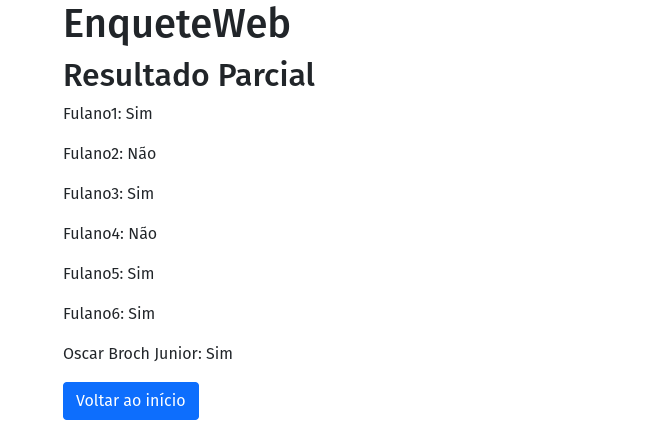 EnqueteWeb
Resultado Parcial
Fulano1: Sim
Fulano2: Não
Fulano3: Sim
Fulano4: Não
Fulano5: Sim
Fulano6: Sim
Oscar Broch Junior: Sim
Voltar ao início